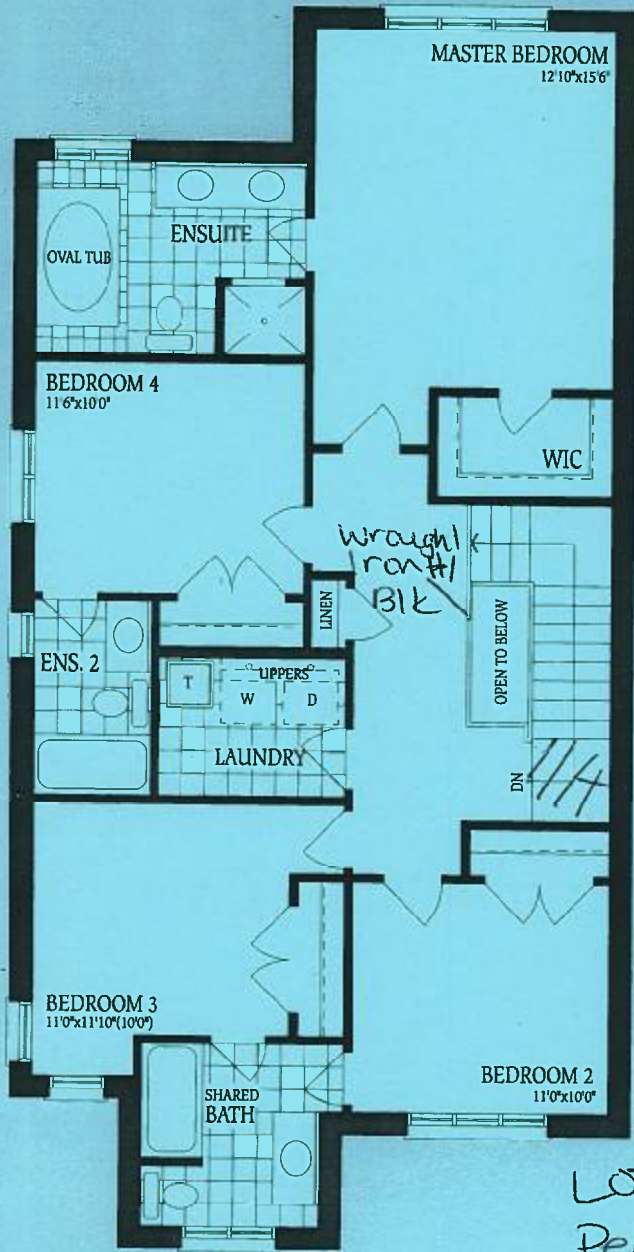 MASTER BEDROOM
12'10"x15'6"
ENSUITE
OVAL TUB
BEDROOM 4
11'6"x10'0"
WIC
wrought
iron #1
Blk
LINEN
OPEN TO BELOW
ENS. 2
T
UPPERS
W
D
LAUNDRY
DN
BEDROOM 3
11'0"x11'10"(10'0")
SHARED
BATH
BEDROOM 2
11'0"x10'0"